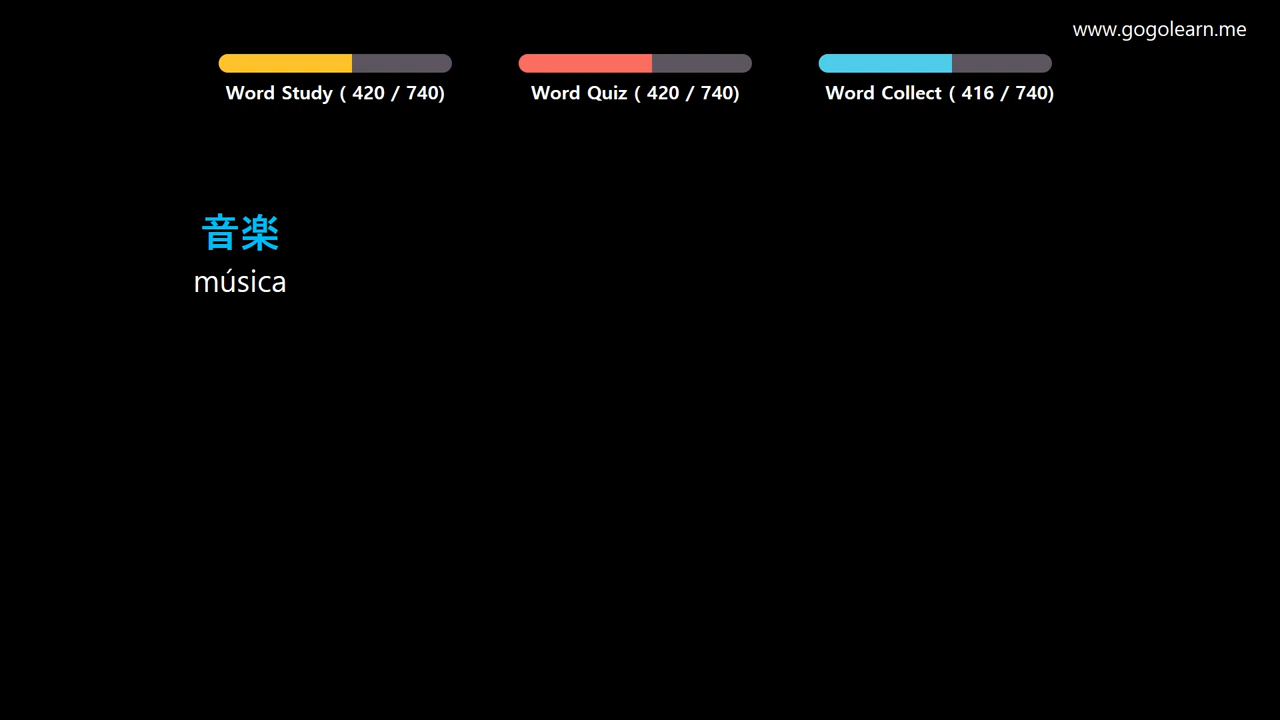 www.gogolearn.me
Word Study ( 420 / 740)
Word Quiz ( 420 / 740)
Word Collect ( 416 / 740)
音楽
música